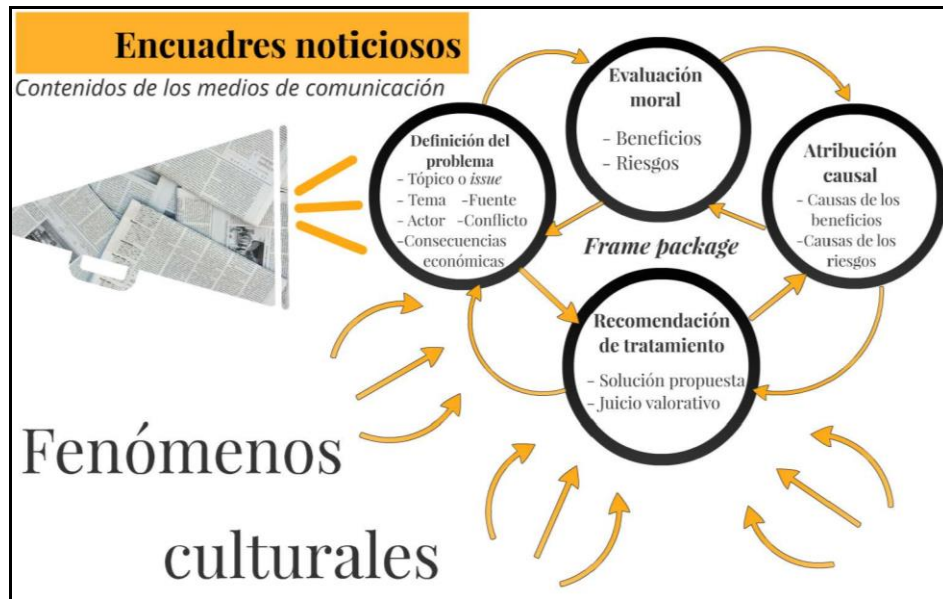 Encuadres noticiosos
Contenidos de los medios de comunicación
Definición del
problema
- Tópico o issue
- Tema -Fuente
- Actor -Conflicto
-Consecuencias
económicas
Evaluación
moral
- Beneficios
- Riesgos
Atribución
causal
- Causas de los
beneficios
-Causas de los
riesgos
Frame package
Recomendación
de tratamiento
- Solución propuesta
- Juicio valorativo
Fenómenos
culturales